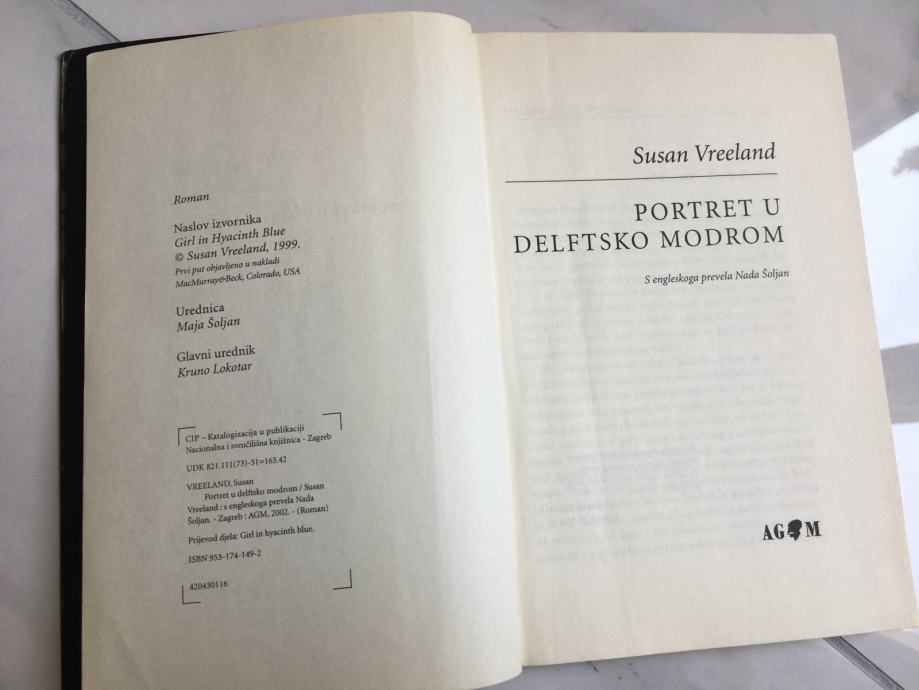 Roman
Naslov izvornika
Girl in Hyacinth Blue
© Susan Vreeland, 1999.
Prvi put objavljeno u nakladi
MacMurray&Beck, Colorado, USA
Urednica
Maja Šoljan
Glavni urednik
Kruno Lokotar
CIP – Katalogizacija u publikaciji
Nacionalna i sveučilišna knjižnica - Zagreb
UDK 821.111(73)-31=163.42
VREELAND, Susan
Portret u delftsko modrom / Susan
Vreeland : s engleskoga prevela Nada
Šoljan. - Zagreb : AGM, 2002. - (Roman)
Prijevod djela: Girl in hyacinth blue.
ISBN 953-174-149-2
420430116
Susan Vreeland
PORTRET U
DELFTSKO MODROM
S engleskoga prevela Nada Šoljan
AGM